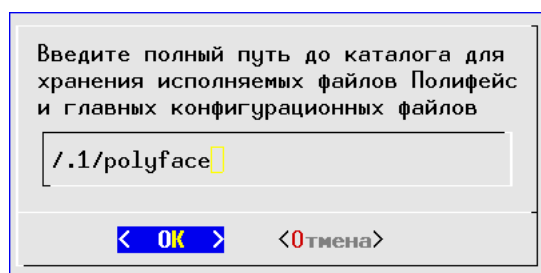 Введите полный путь до каталога для
хранения исполняемых файлов Полифейс
и главных конфигурационных файлов
/.1/polyface
< OK > <Отмена>